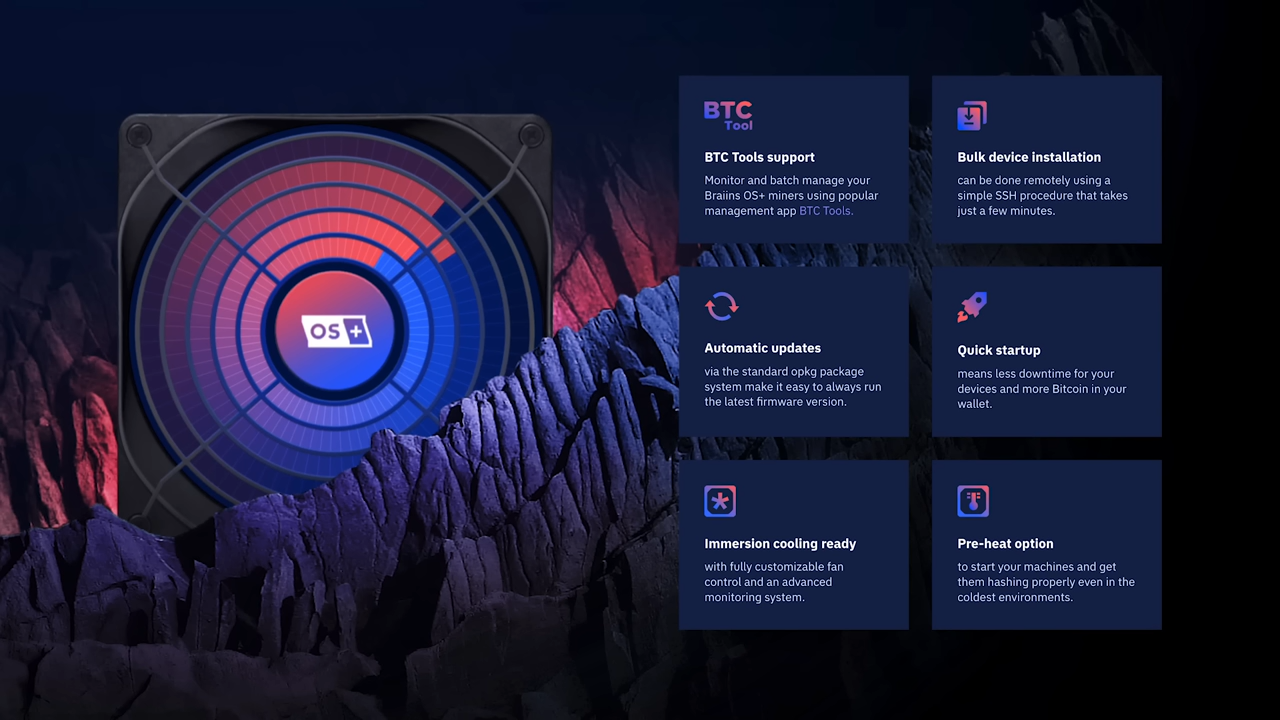 OS+
BTC
Tool
BTC Tools support
Monitor and batch manage your
Braiins OS+ miners using popular
management app BTC Tools.
Bulk device installation
can be done remotely using a
simple SSH procedure that takes
just a few minutes.
Automatic updates
via the standard opkg package
system make it easy to always run
the latest firmware version.
Quick startup
means less downtime for your
devices and more Bitcoin in your
wallet.
Immersion cooling ready
with fully customizable fan
control and an advanced
monitoring system.
Pre-heat option
to start your machines and get
them hashing properly even in the
coldest environments.